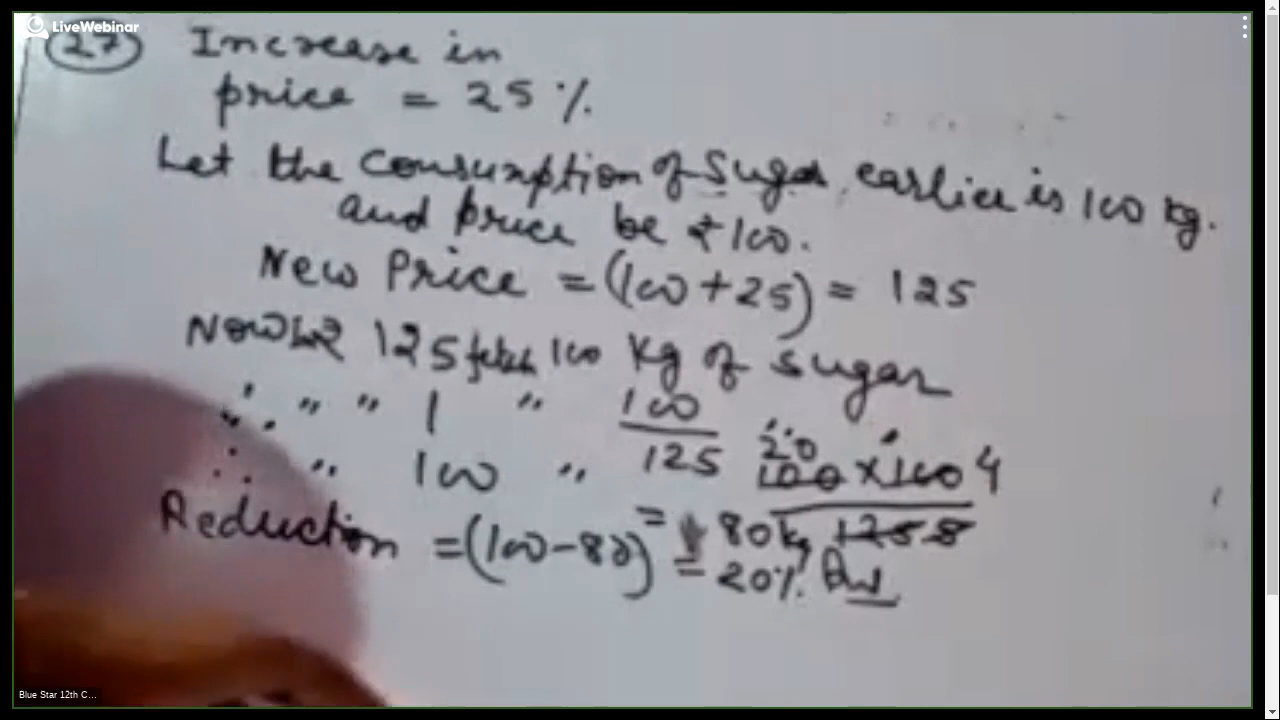 LiveWebinar
27 Increase in
price = 25 %.
Let the Consumption of Sugar earlier is 100 kg.
and price be ₹ 100.
New Price = (100 + 25) = 125
Now 125 fetch 100 kg of sugar
∴ " " 1 " 100/125
∴ " 100 " 100 × 100 / 125
20 4 5
= 80 kg
Reduction = (100 - 80) = 20%. Ans
Blue Star 12th C...